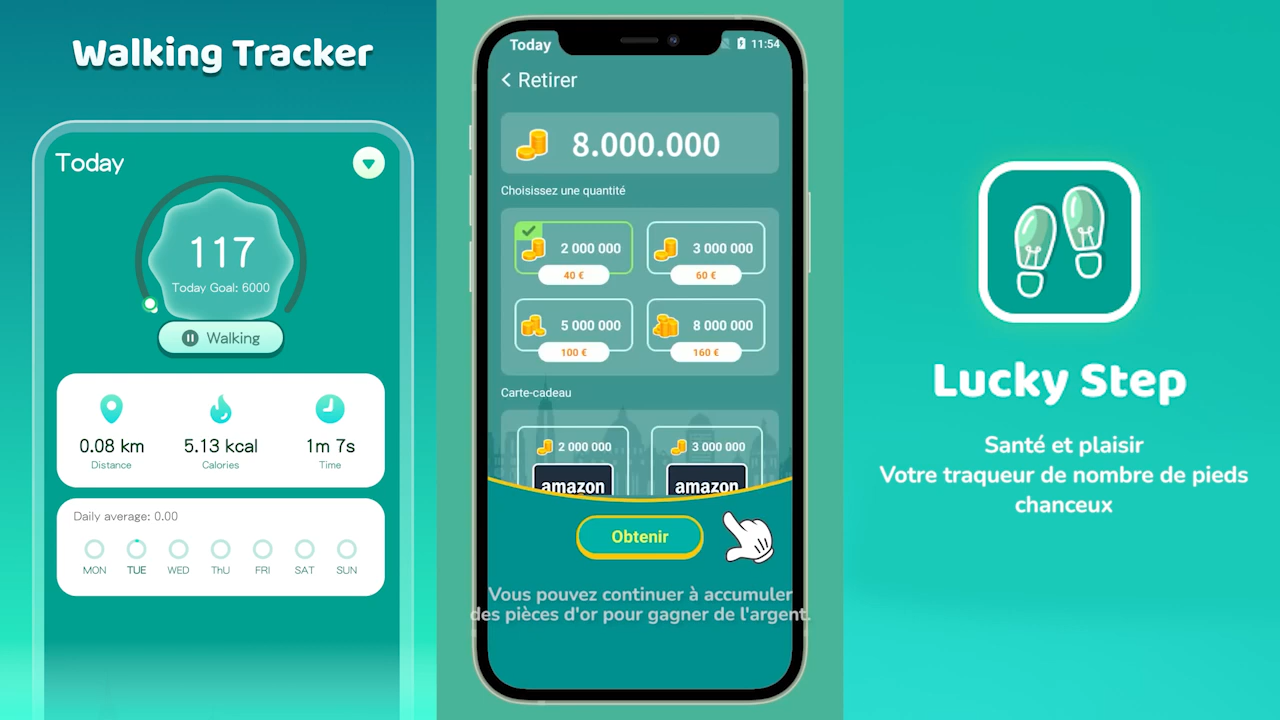 Walking Tracker
Today
117
Today Goal: 6000
Walking
0.08 km
5.13 kcal
1m 7s
Distance
Calories
Time
Daily average: 0.00
MON
TUE
WED
ThU
FRI
SAT
SUN
Today
11:54
Retirer
8.000.000
Choisissez une quantité
2 000 000
3 000 000
40 €
60 €
5 000 000
8 000 000
100 €
160 €
Carte-cadeau
2 000 000
3 000 000
amazon
amazon
Obtenir
Vous pouvez continuer à accumuler
des pièces d'or pour gagner de l'argent.
Lucky Step
Santé et plaisir
Votre traqueur de nombre de pieds
chanceux